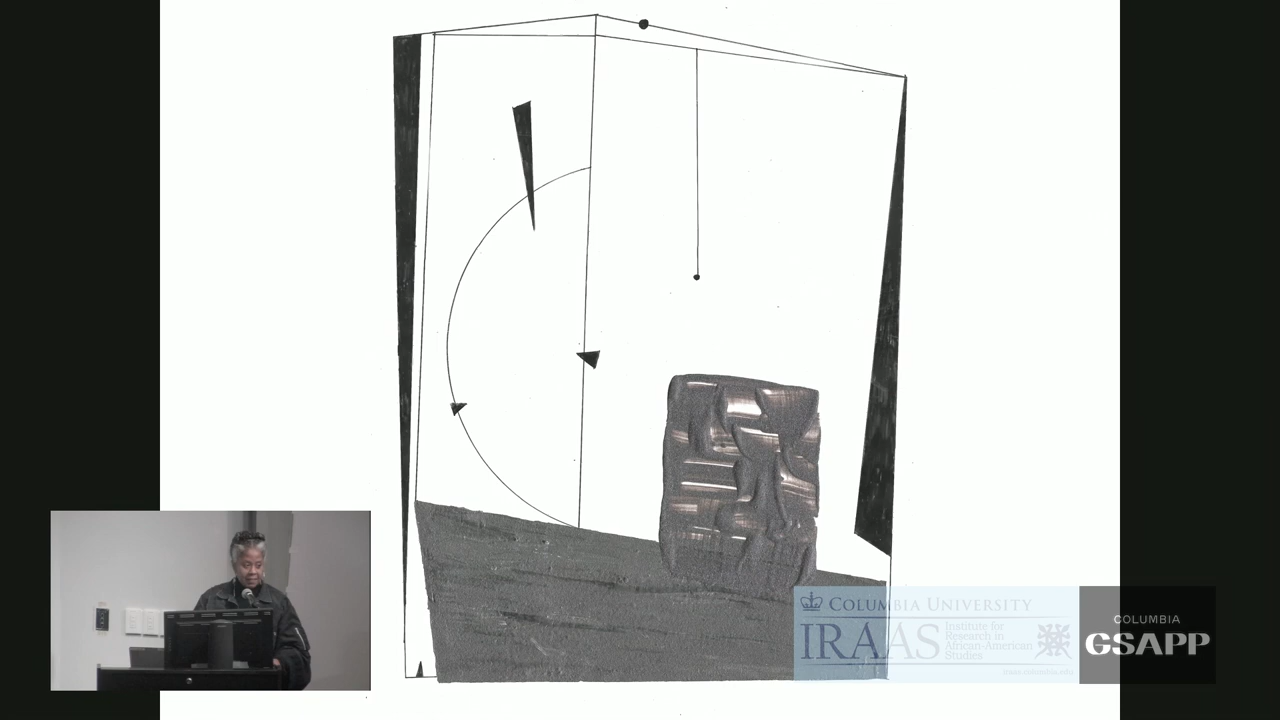 COLUMBIA UNIVERSITY
IRAAS
Institute for
Research in
African-American
Studies
COLUMBIA
GSAPP